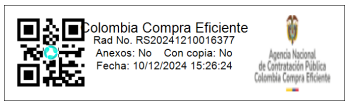 Colombia Compra Eficiente
Rad No. RS20241210016377
Anexos: No Con copia: No
Fecha: 10/12/2024 15:26:24
Agencia Nacional
de Contratación Pública
Colombia Compra Eficiente